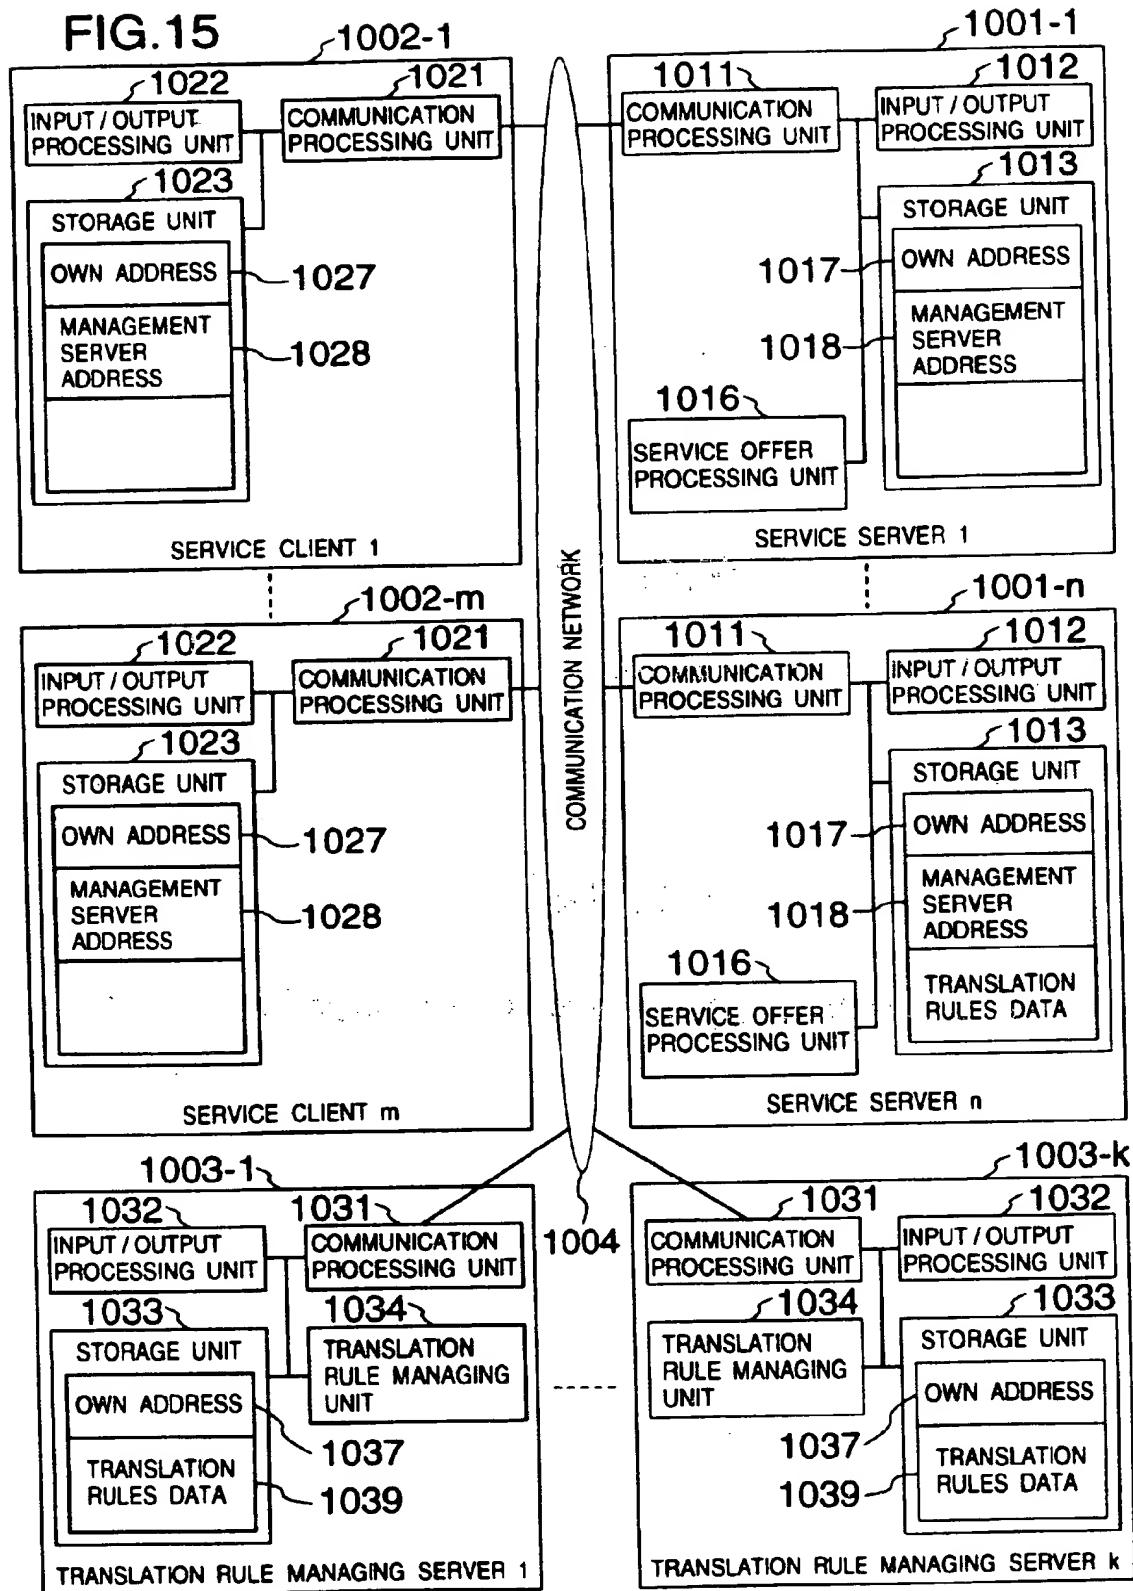 FIG.15
1002-1
1022
1021
INPUT / OUTPUT
PROCESSING UNIT
COMMUNICATION
PROCESSING UNIT
1023
STORAGE UNIT
OWN ADDRESS
1027
MANAGEMENT
SERVER
ADDRESS
1028
SERVICE CLIENT 1
1001-1
1011
1012
COMMUNICATION
PROCESSING UNIT
INPUT / OUTPUT
PROCESSING UNIT
1013
STORAGE UNIT
1017
OWN ADDRESS
1018
MANAGEMENT
SERVER
ADDRESS
1016
SERVICE OFFER
PROCESSING UNIT
SERVICE SERVER 1
COMMUNICATION NETWORK
1002-m
1022
1021
INPUT / OUTPUT
PROCESSING UNIT
COMMUNICATION
PROCESSING UNIT
1023
STORAGE UNIT
OWN ADDRESS
1027
MANAGEMENT
SERVER
ADDRESS
1028
SERVICE CLIENT m
1001-n
1011
1012
COMMUNICATION
PROCESSING UNIT
INPUT / OUTPUT
PROCESSING UNIT
1013
STORAGE UNIT
1017
OWN ADDRESS
1018
MANAGEMENT
SERVER
ADDRESS
TRANSLATION
RULES DATA
1016
SERVICE OFFER
PROCESSING UNIT
SERVICE SERVER n
1004
1003-1
1032
1031
INPUT / OUTPUT
PROCESSING UNIT
COMMUNICATION
PROCESSING UNIT
1033
1034
STORAGE UNIT
TRANSLATION
RULE MANAGING
UNIT
OWN ADDRESS
1037
TRANSLATION
RULES DATA
1039
TRANSLATION RULE MANAGING SERVER 1
1003-k
1031
1032
COMMUNICATION
PROCESSING UNIT
INPUT / OUTPUT
PROCESSING UNIT
1034
1033
TRANSLATION
RULE MANAGING
UNIT
STORAGE UNIT
OWN ADDRESS
1037
TRANSLATION
RULES DATA
1039
TRANSLATION RULE MANAGING SERVER k